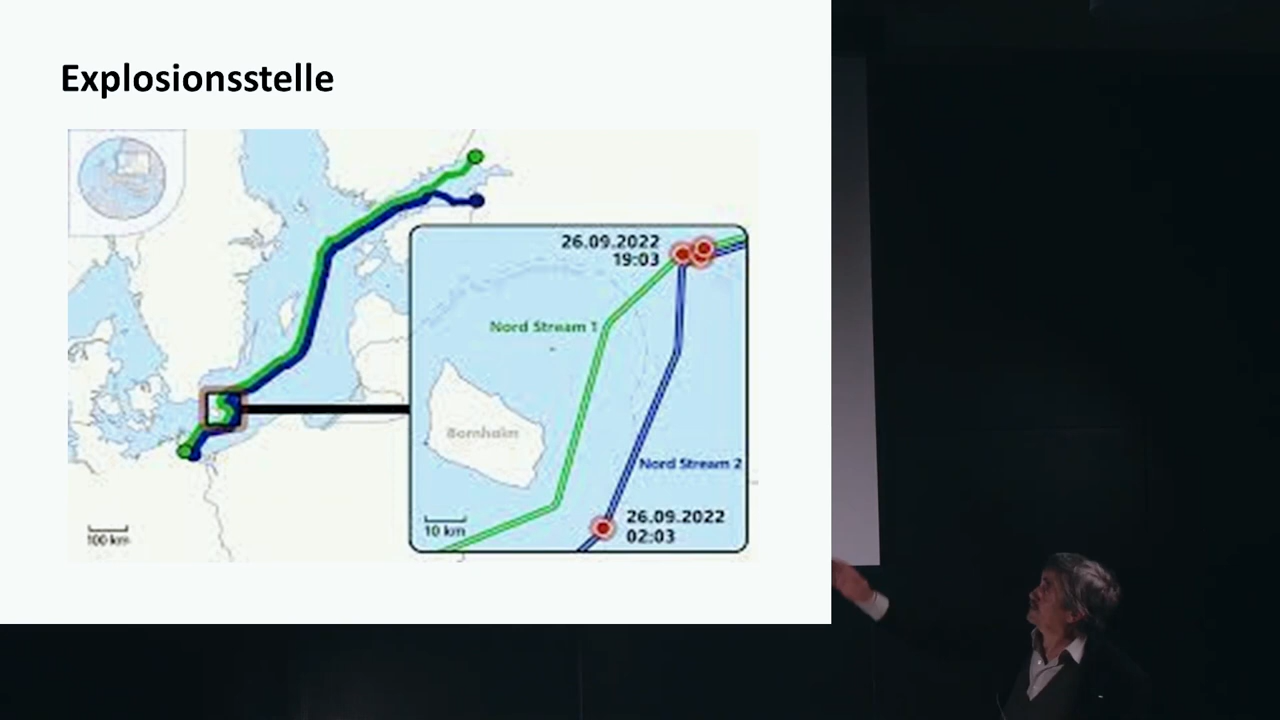 Explosionsstelle
26.09.2022
19:03
Nord Stream 1
Bornholm
Nord Stream 2
26.09.2022
02:03
10 km
100 km